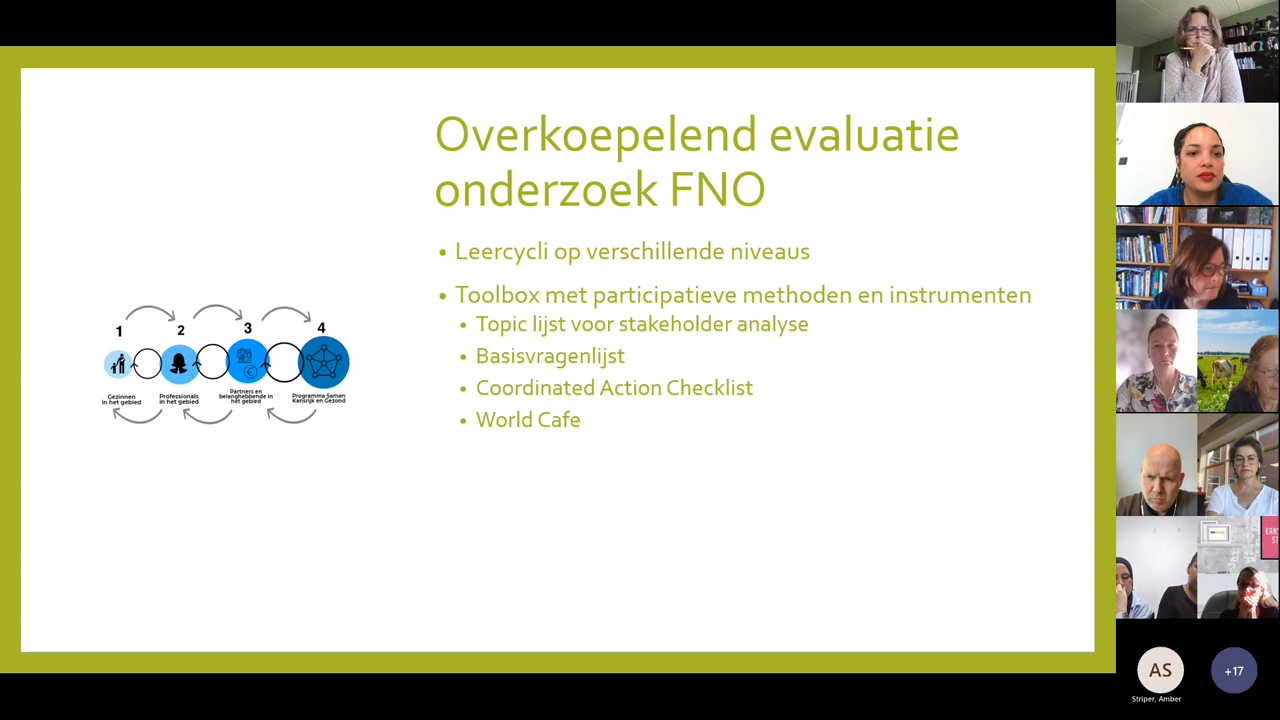 Overkoepelend evaluatie
onderzoek FNO
• Leercycli op verschillende niveaus
• Toolbox met participatieve methoden en instrumenten
• Topic lijst voor stakeholder analyse
• Basisvragenlijst
• Coordinated Action Checklist
• World Cafe
1 2 3 4
Gezinnen
in het gebied
Professionals
in het gebied
Partners en
belanghebbende in
het gebied
Programma Samen
Kansrijk en Gezond
KANS
ST
AS
+17
Striper, Amber